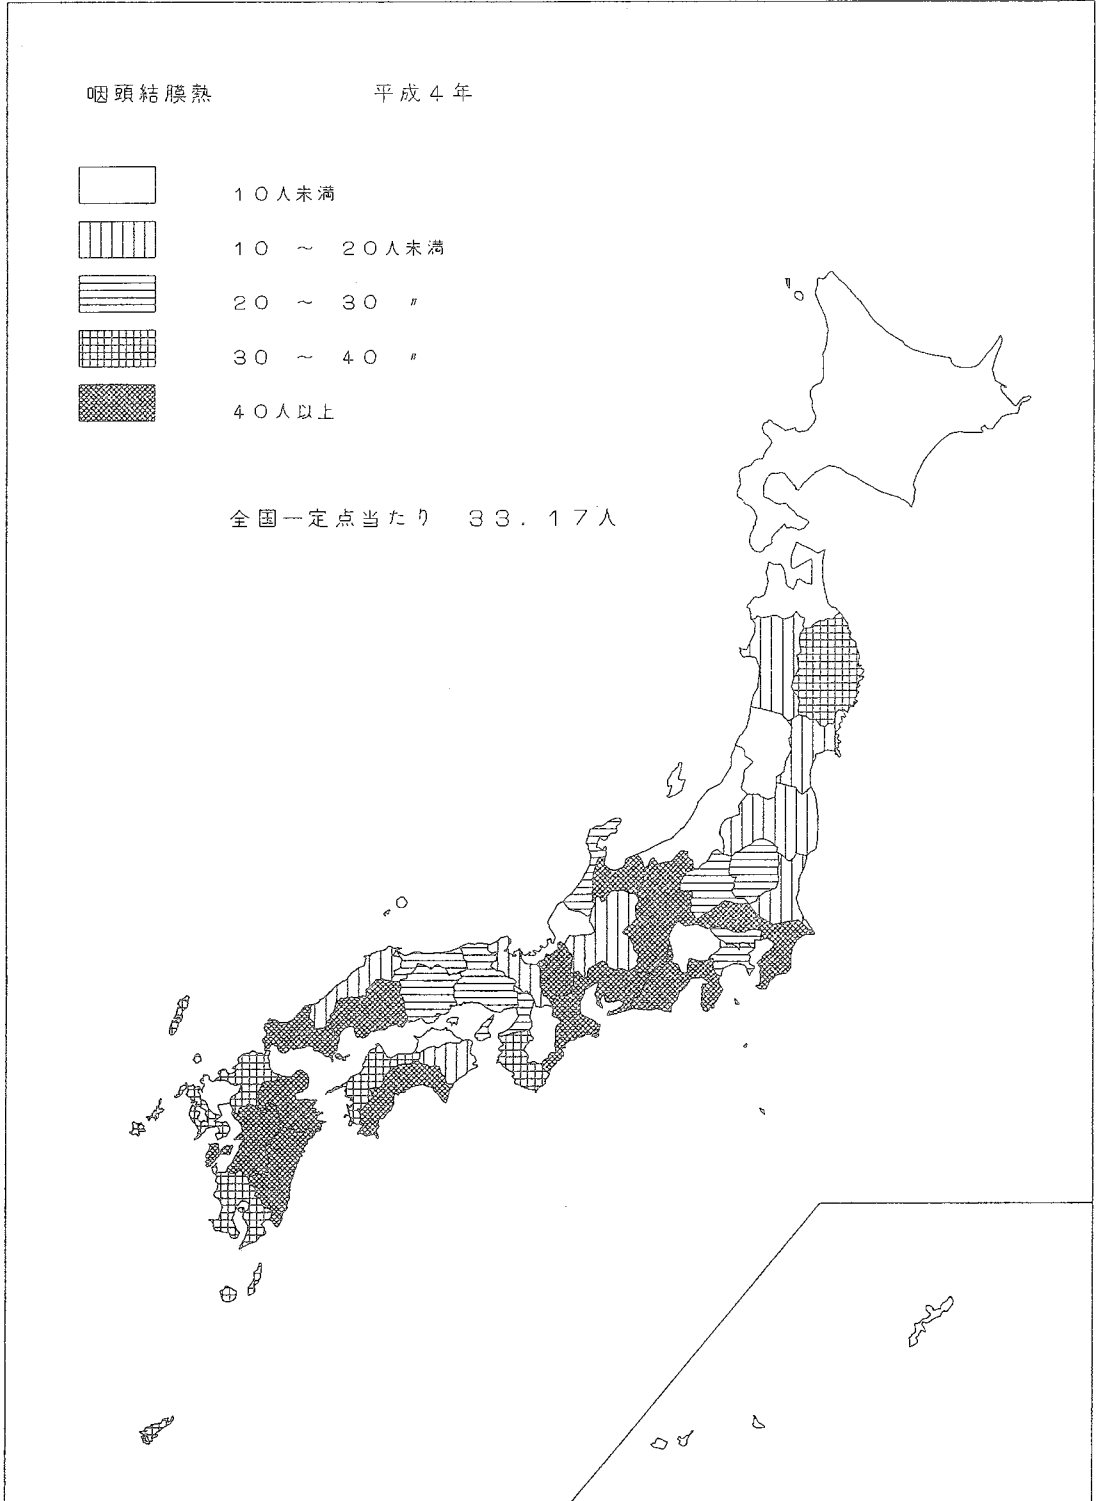 咽頭結膜熱　平成４年
１０人未満
１０　～　２０人未満
２０　～　３０　〃
３０　～　４０　〃
４０人以上
全国一定点当たり　３３．１７人